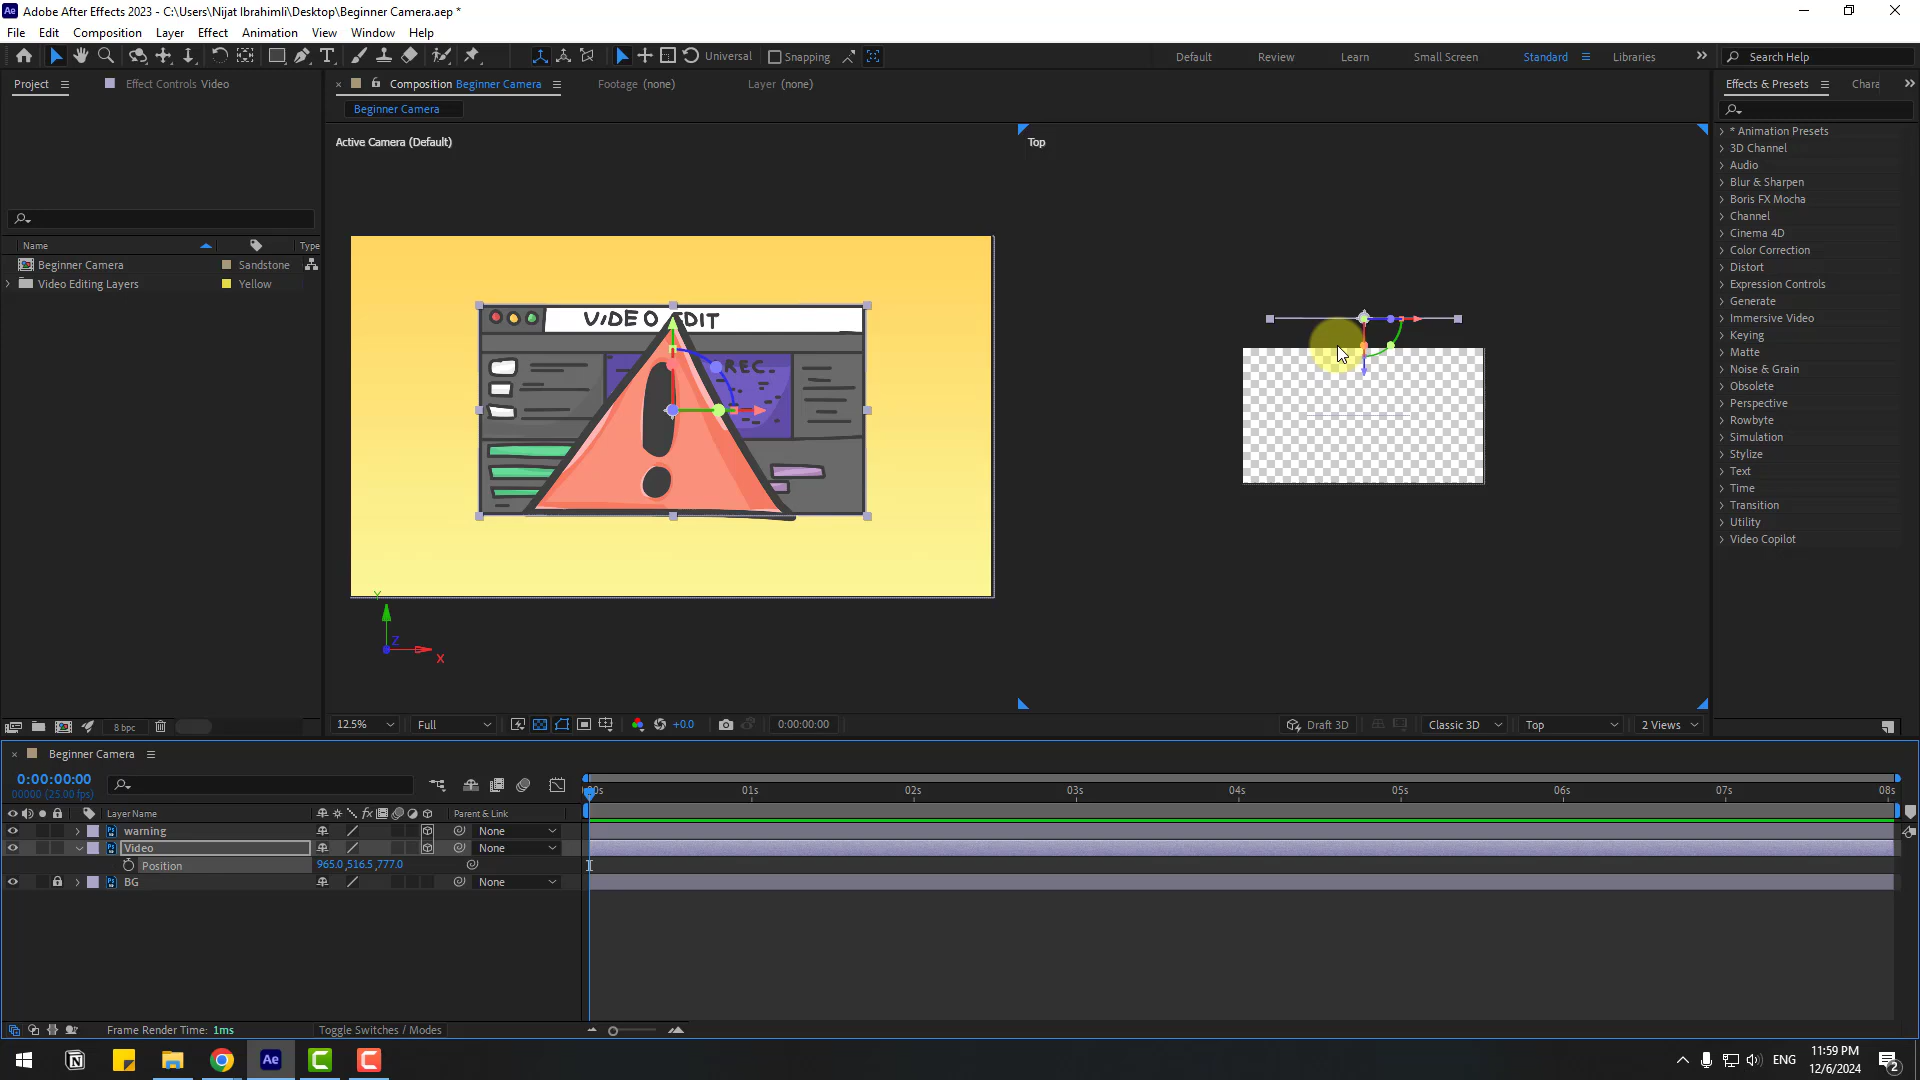 Adobe After Effects 2023 - C:\Users\Nijat Ibrahimli\Desktop\Beginner Camera.aep *
File Edit Composition Layer Effect Animation View Window Help
Universal Snapping Default Review Learn Small Screen Standard Libraries Search Help
Project Effect Controls Video
Composition Beginner Camera Footage (none) Layer (none)
Effects & Presets Chara
Beginner Camera
Active Camera (Default)
Top
VIDEO EDIT
REC.
Y
Z
X
Name Type
Beginner Camera Sandstone
Video Editing Layers Yellow
* Animation Presets
3D Channel
Audio
Blur & Sharpen
Boris FX Mocha
Channel
Cinema 4D
Color Correction
Distort
Expression Controls
Generate
Immersive Video
Keying
Matte
Noise & Grain
Obsolete
Perspective
Rowbyte
Simulation
Stylize
Text
Time
Transition
Utility
Video Copilot
8 bpc
12.5% Full +0.0 0:00:00:00 Draft 3D Classic 3D Top 2 Views
Beginner Camera
0:00:00:00
00000 (25.00 fps)
:00s 01s 02s 03s 04s 05s 06s 07s 08s
Layer Name fx Parent & Link
warning None
Video None
Position 965.0,516.5,777.0
BG None
Frame Render Time: 1ms Toggle Switches / Modes
Ae
ENG
11:59 PM
12/6/2024
2